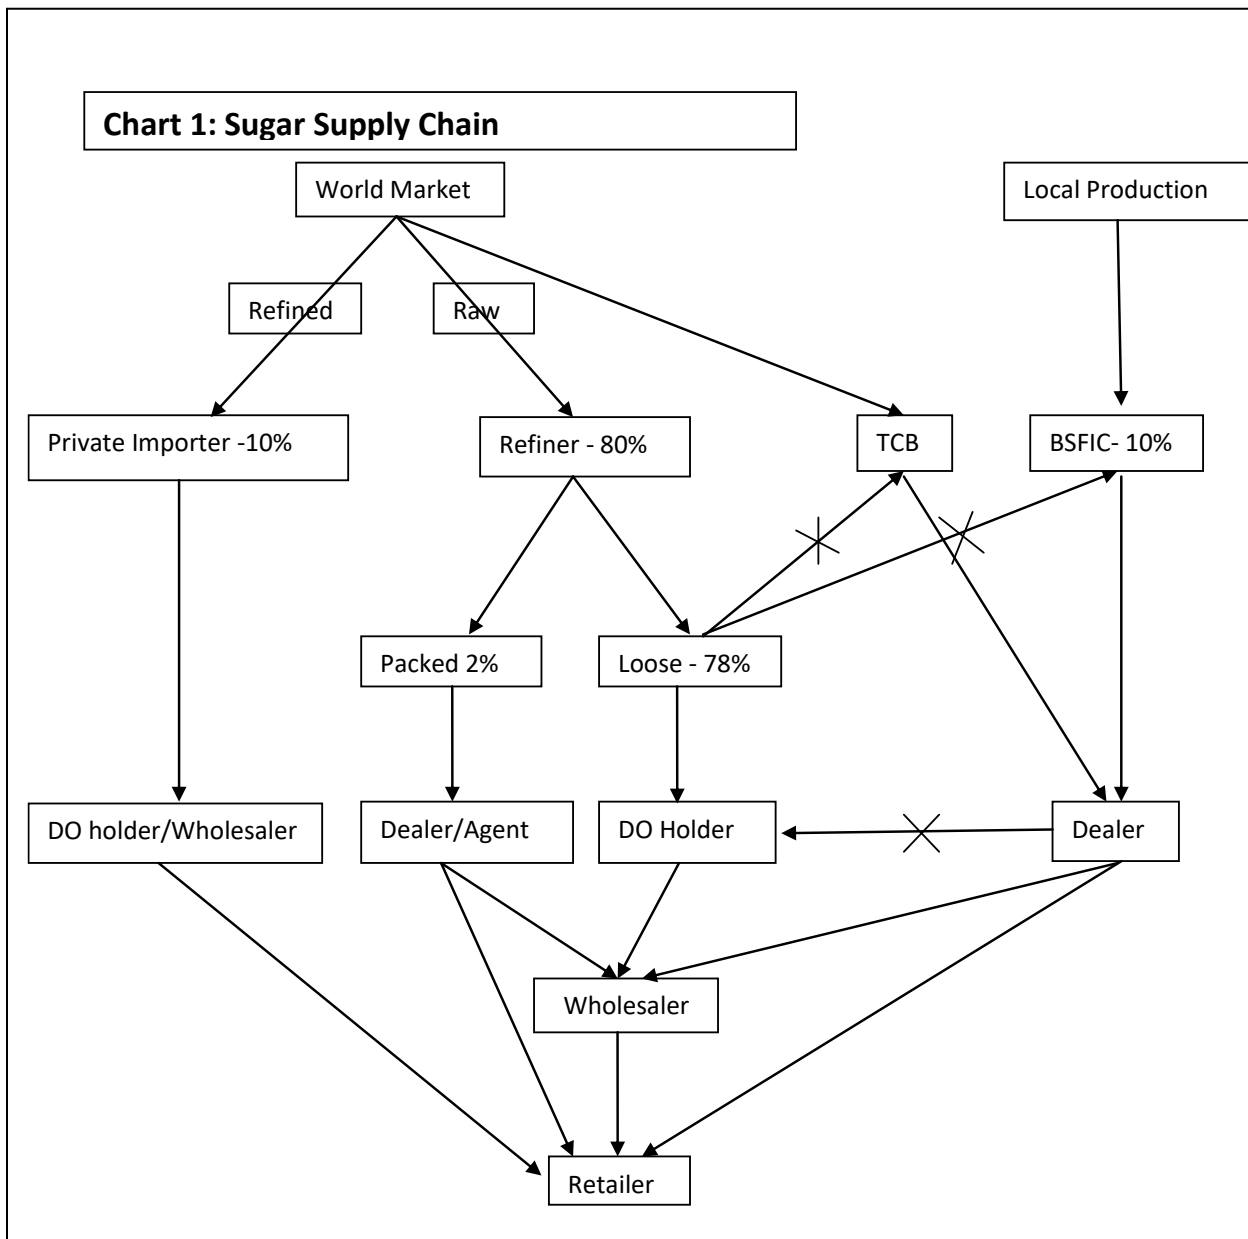 Chart 1: Sugar Supply Chain
World Market
Local Production
Refined
Raw
Private Importer -10%
Refiner - 80%
TCB
BSFIC- 10%
Packed 2%
Loose - 78%
DO holder/Wholesaler
Dealer/Agent
DO Holder
Dealer
Wholesaler
Retailer